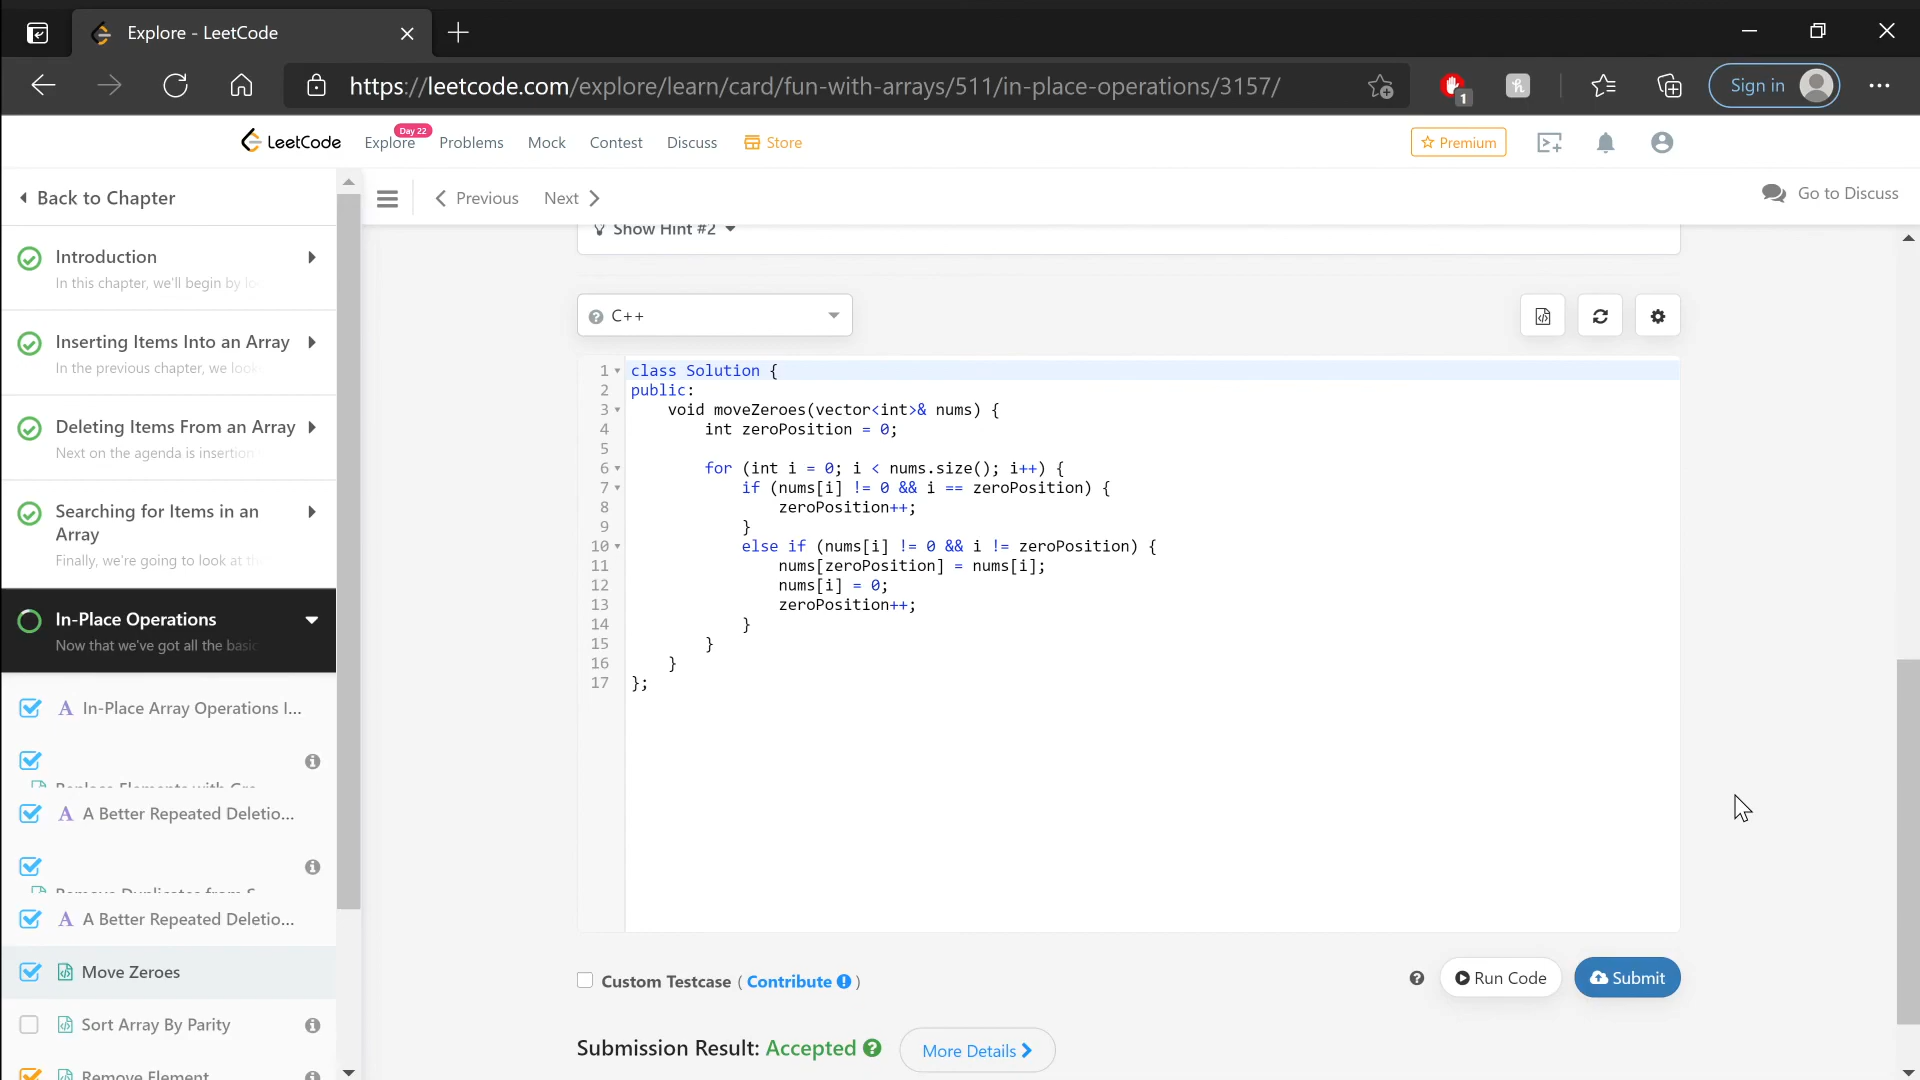 Explore - LeetCode
https://leetcode.com/explore/learn/card/fun-with-arrays/511/in-place-operations/3157/
1
Sign in
LeetCode
Explore
Day 22
Problems
Mock
Contest
Discuss
Store
Premium
Back to Chapter
Previous
Next
Go to Discuss
Introduction
In this chapter, we'll begin by
Inserting Items Into an Array
In the previous chapter, we look
Deleting Items From an Array
Next on the agenda is insertion
Searching for Items in an
Array
Finally, we're going to look at
In-Place Operations
Now that we've got all the basic
A In-Place Array Operations I...
A A Better Repeated Deletio...
A A Better Repeated Deletio...
Move Zeroes
Sort Array By Parity
Remove Element
Show Hint #2
C++
1 class Solution {
2 public:
3 void moveZeroes(vector<int>& nums) {
4 int zeroPosition = 0;
5
6 for (int i = 0; i < nums.size(); i++) {
7 if (nums[i] != 0 && i == zeroPosition) {
8 zeroPosition++;
9 }
10 else if (nums[i] != 0 && i != zeroPosition) {
11 nums[zeroPosition] = nums[i];
12 nums[i] = 0;
13 zeroPosition++;
14 }
15 }
16 }
17 };
Custom Testcase ( Contribute )
Run Code
Submit
Submission Result: Accepted
More Details